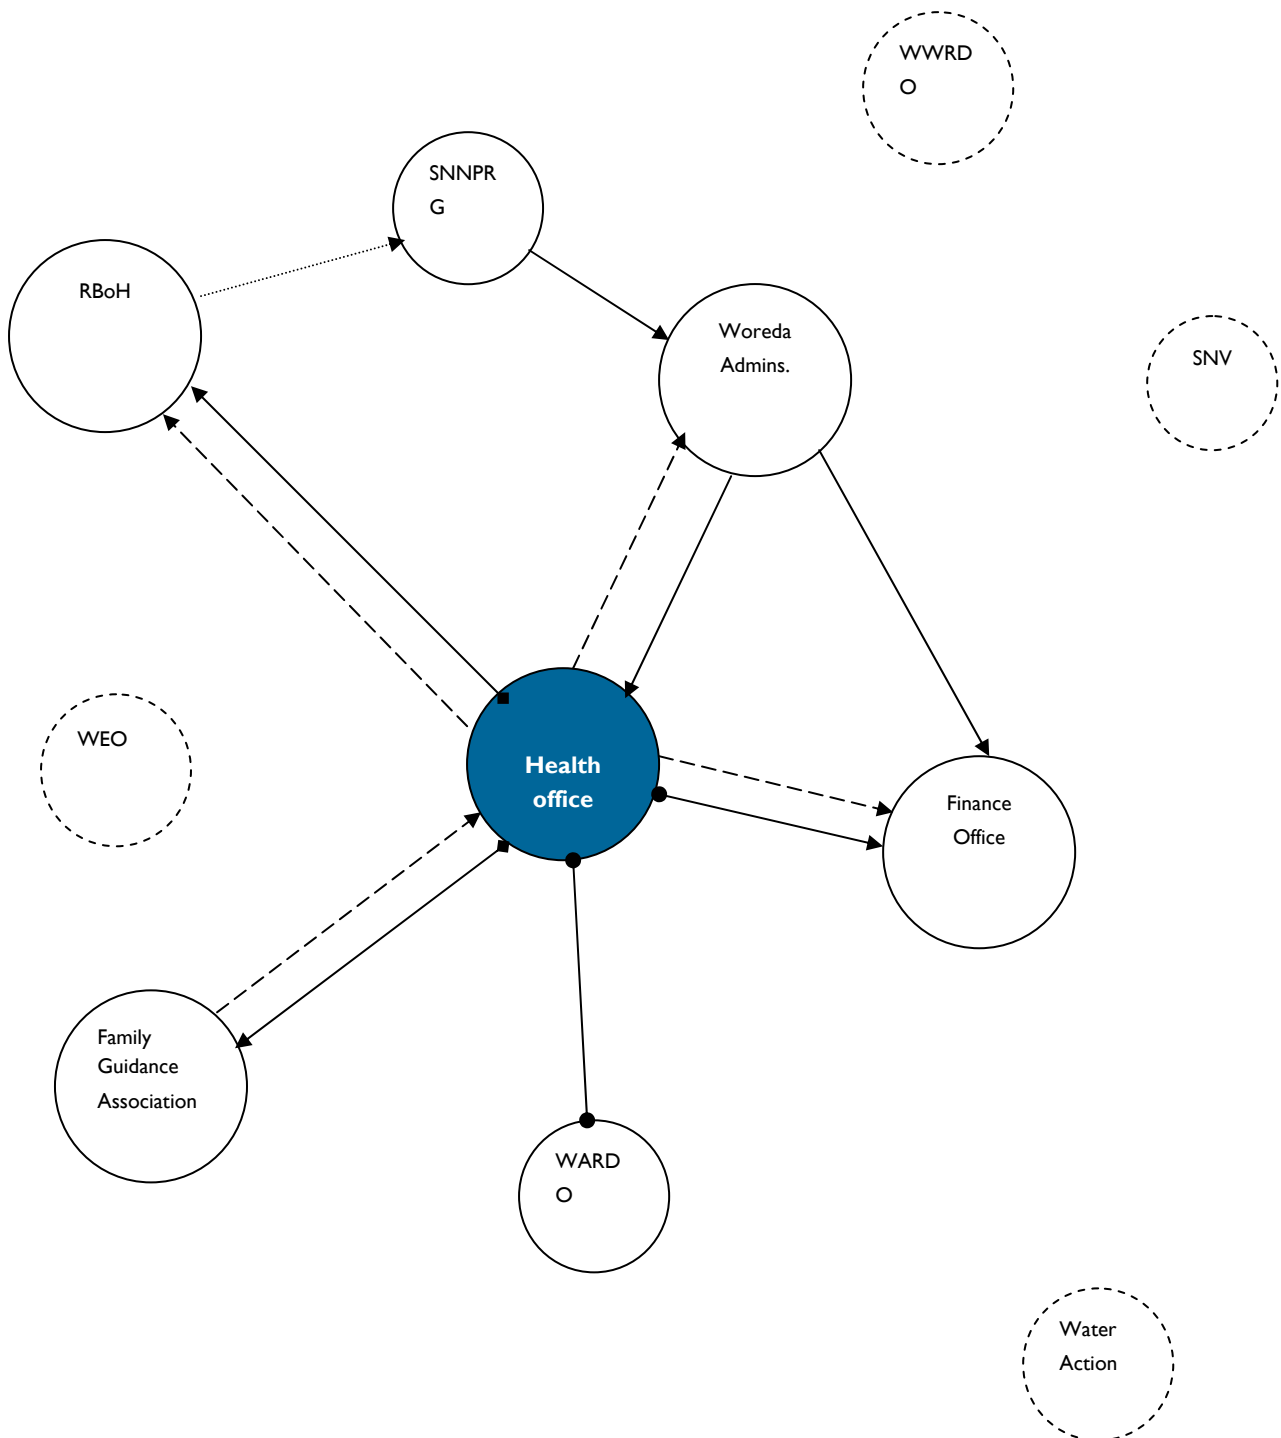 WWRD
O
SNNPR
G
RBoH
Woreda
Admins.
SNV
WEO
Health
office
Finance
Office
Family
Guidance
Association
WARD
O
Water
Action